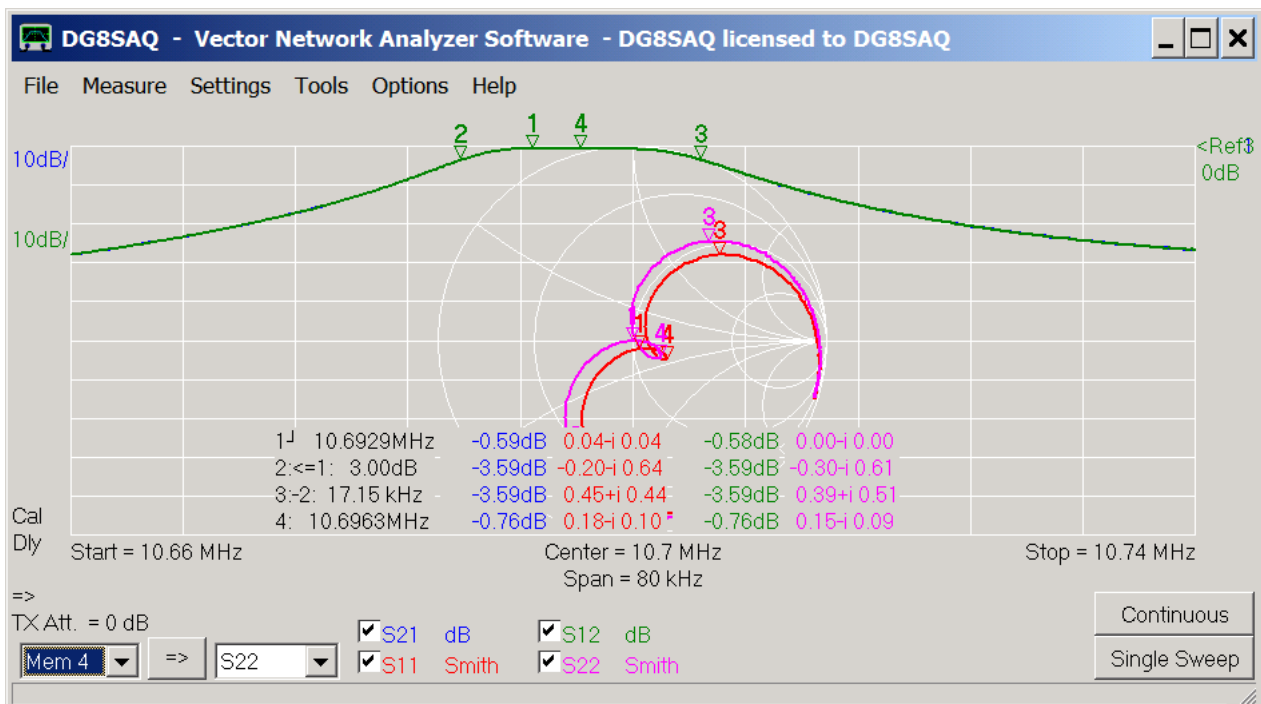 DG8SAQ - Vector Network Analyzer Software - DG8SAQ licensed to DG8SAQ
File Measure Settings Tools Options Help
2 1 4 3
10dB/
<Ref
0dB
10dB/
3
3
1 4 4
1┘ 10.6929MHz -0.59dB 0.04-i 0.04 -0.58dB 0.00-i 0.00
2:<=1: 3.00dB -3.59dB -0.20-i 0.64 -3.59dB -0.30-i 0.61
3:-2: 17.15 kHz -3.59dB 0.45+i 0.44 -3.59dB 0.39+i 0.51
4: 10.6963MHz -0.76dB 0.18-i 0.10 -0.76dB 0.15-i 0.09
Cal
Dly
Start = 10.66 MHz Center = 10.7 MHz Stop = 10.74 MHz
Span = 80 kHz
=>
TX Att. = 0 dB
Continuous
S21 dB S12 dB
Mem 4 => S22
S11 Smith S22 Smith
Single Sweep